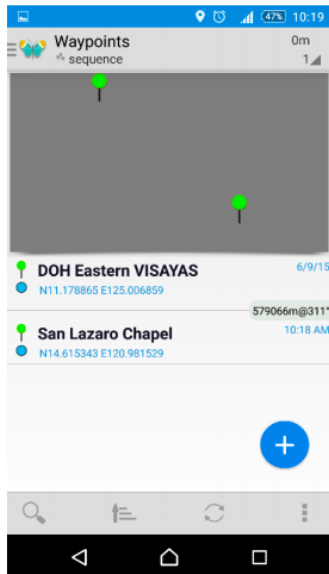 47% 10:19
Waypoints 0m
sequence 1
DOH Eastern VISAYAS 6/9/15
N11.178865 E125.006859
579066m@311°
San Lazaro Chapel 10:18 AM
N14.615343 E120.981529